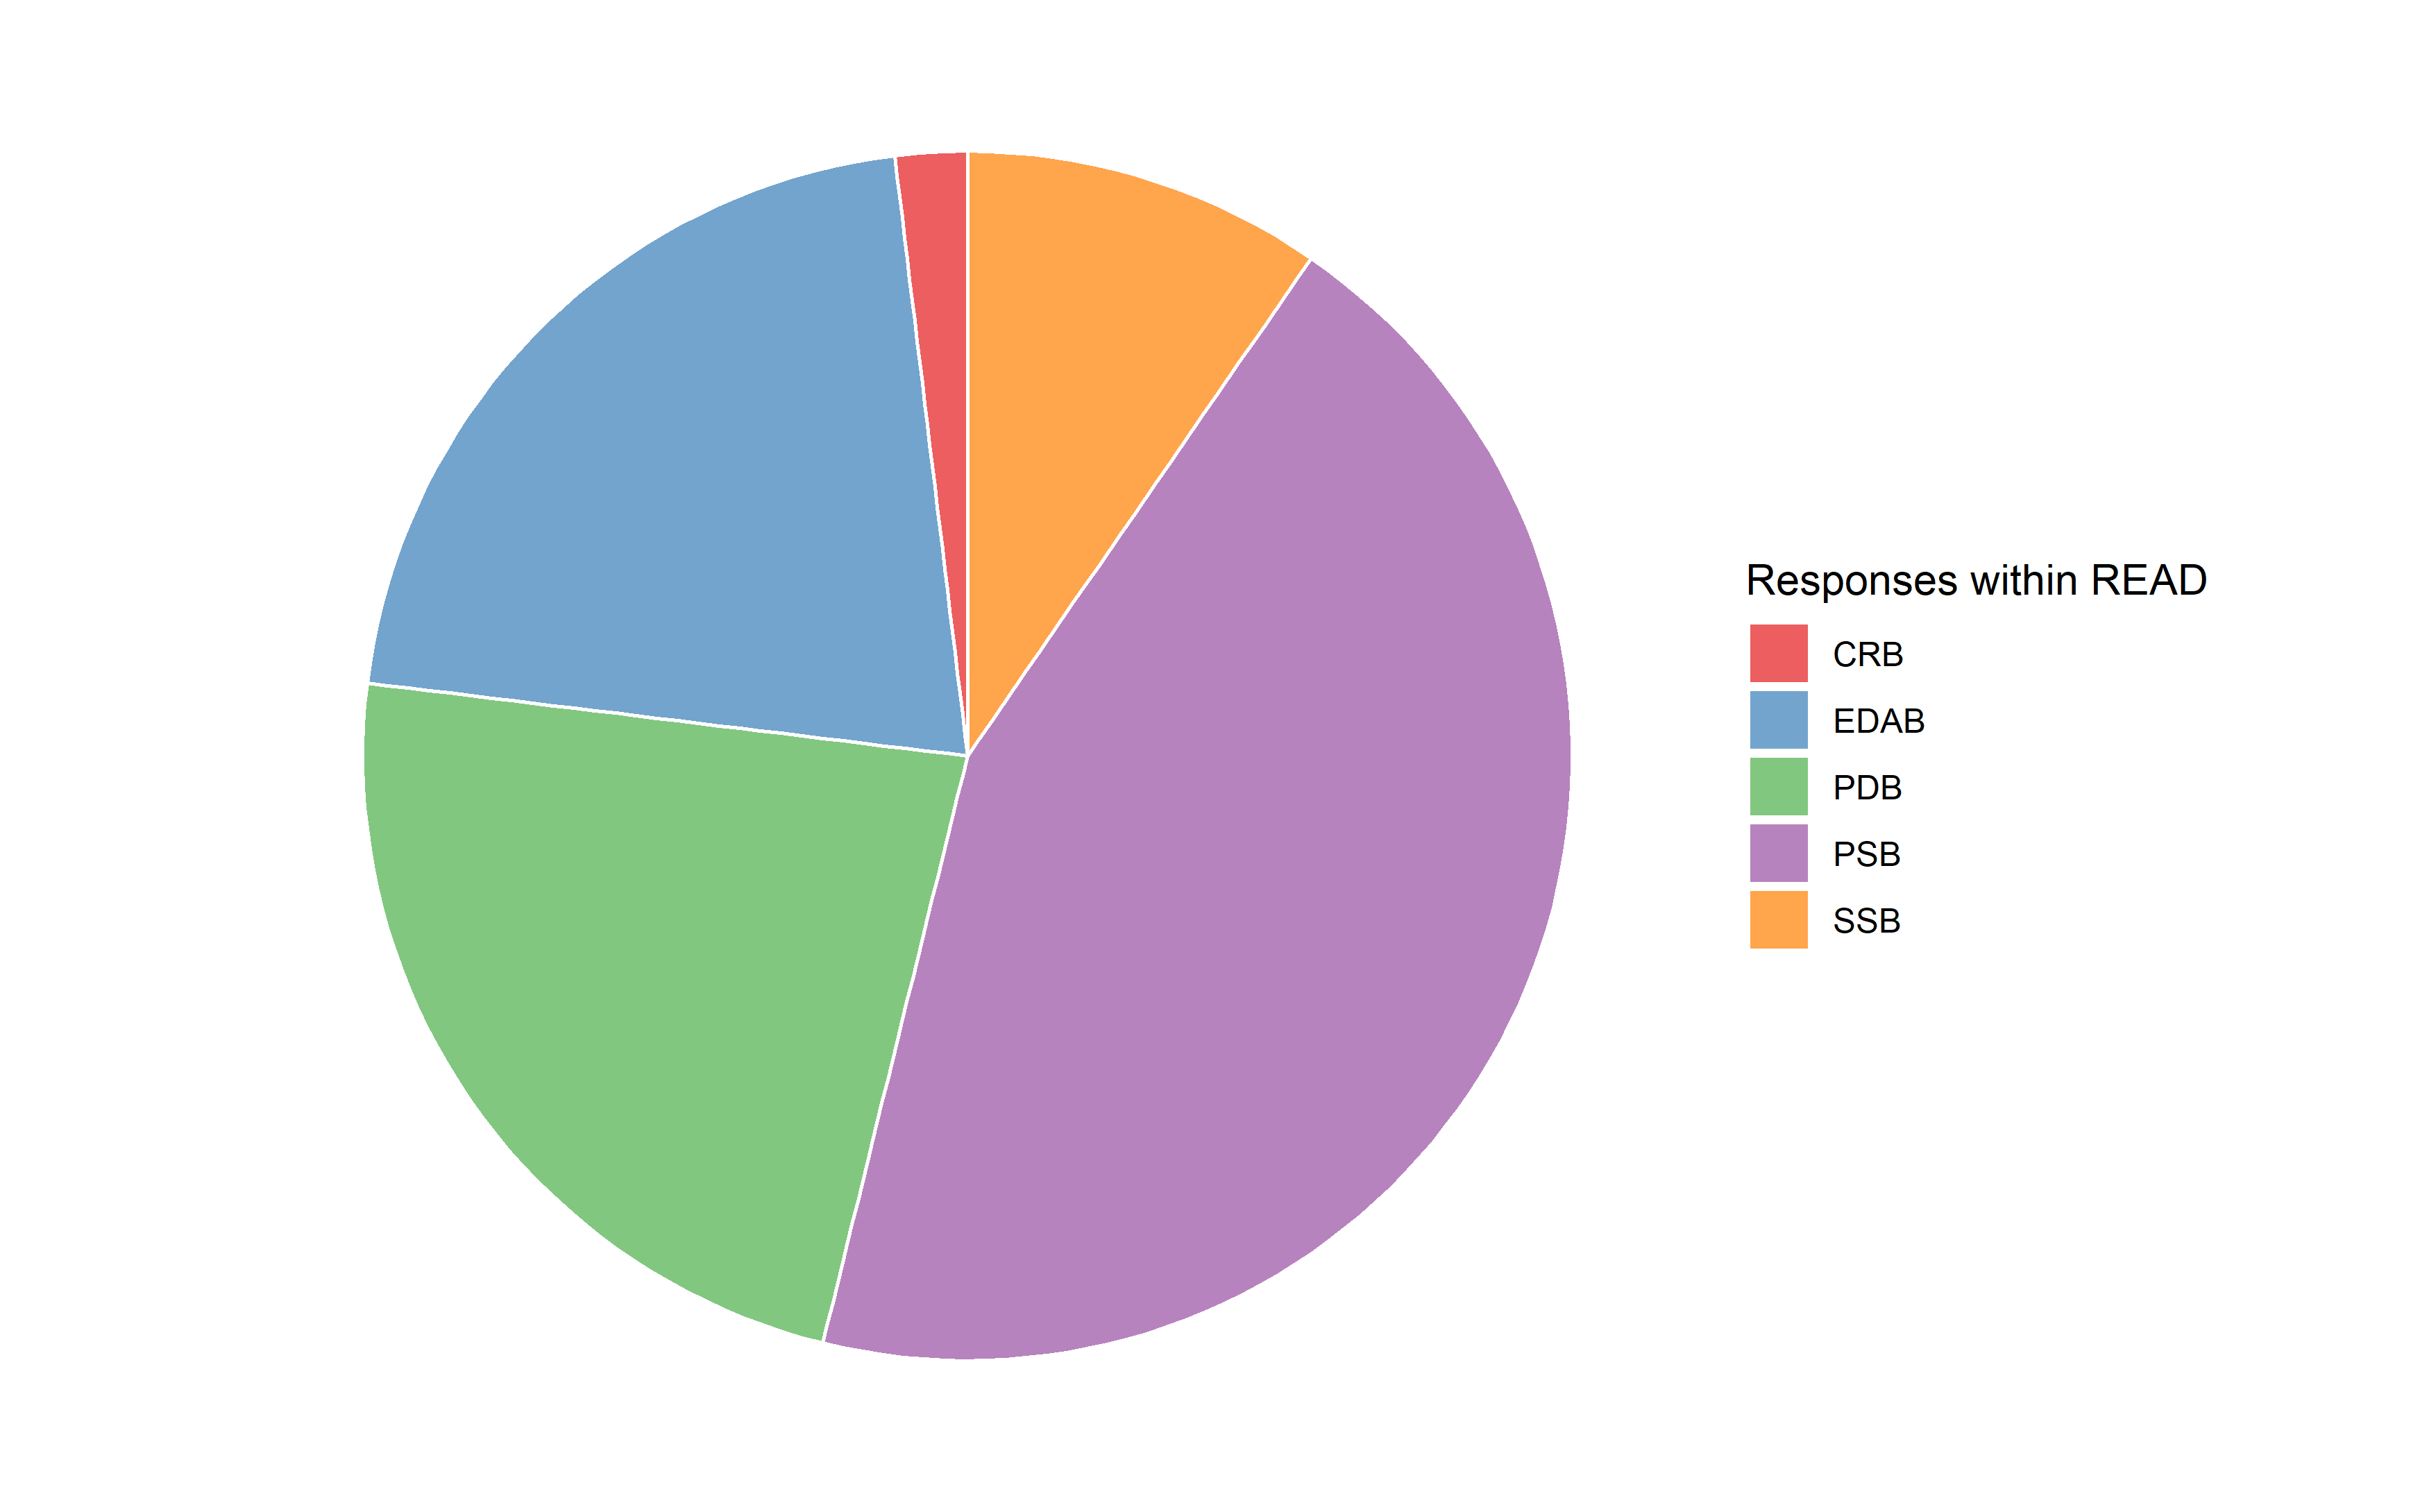 Responses within READ
CRB
EDAB
PDB
PSB
SSB